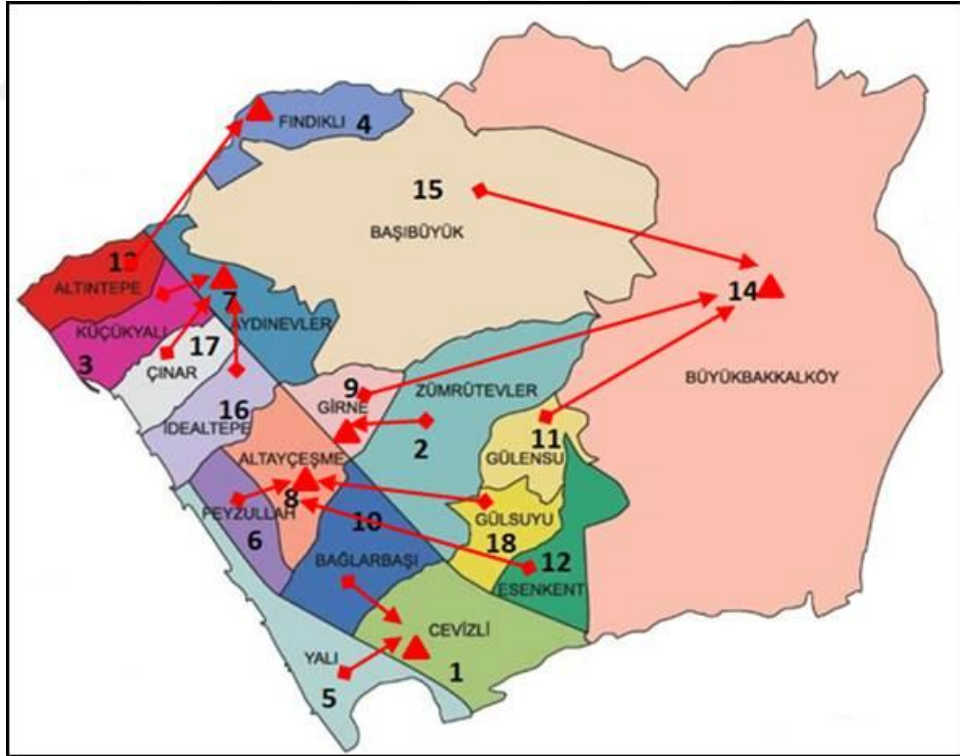 FINDIKLI 4
15
BAŞIBÜYÜK
ALTINTEPE
7
14
KÜÇÜKYALI
AYDINEVLER
17
3
ÇINAR
BÜYÜKBAKKALKÖY
9
ZÜMRÜTEVLER
GİRNE
16
İDEALTEPE
2
11
ALTAYÇEŞME
GÜLENSU
8
FEYZULLAH
10
GÜLSUYU
6
18
BAĞLARBAŞI
12
ESENKENT
CEVİZLİ
YALI
1
5